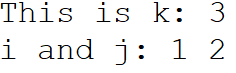 This is k: 3
i and j: 1 2